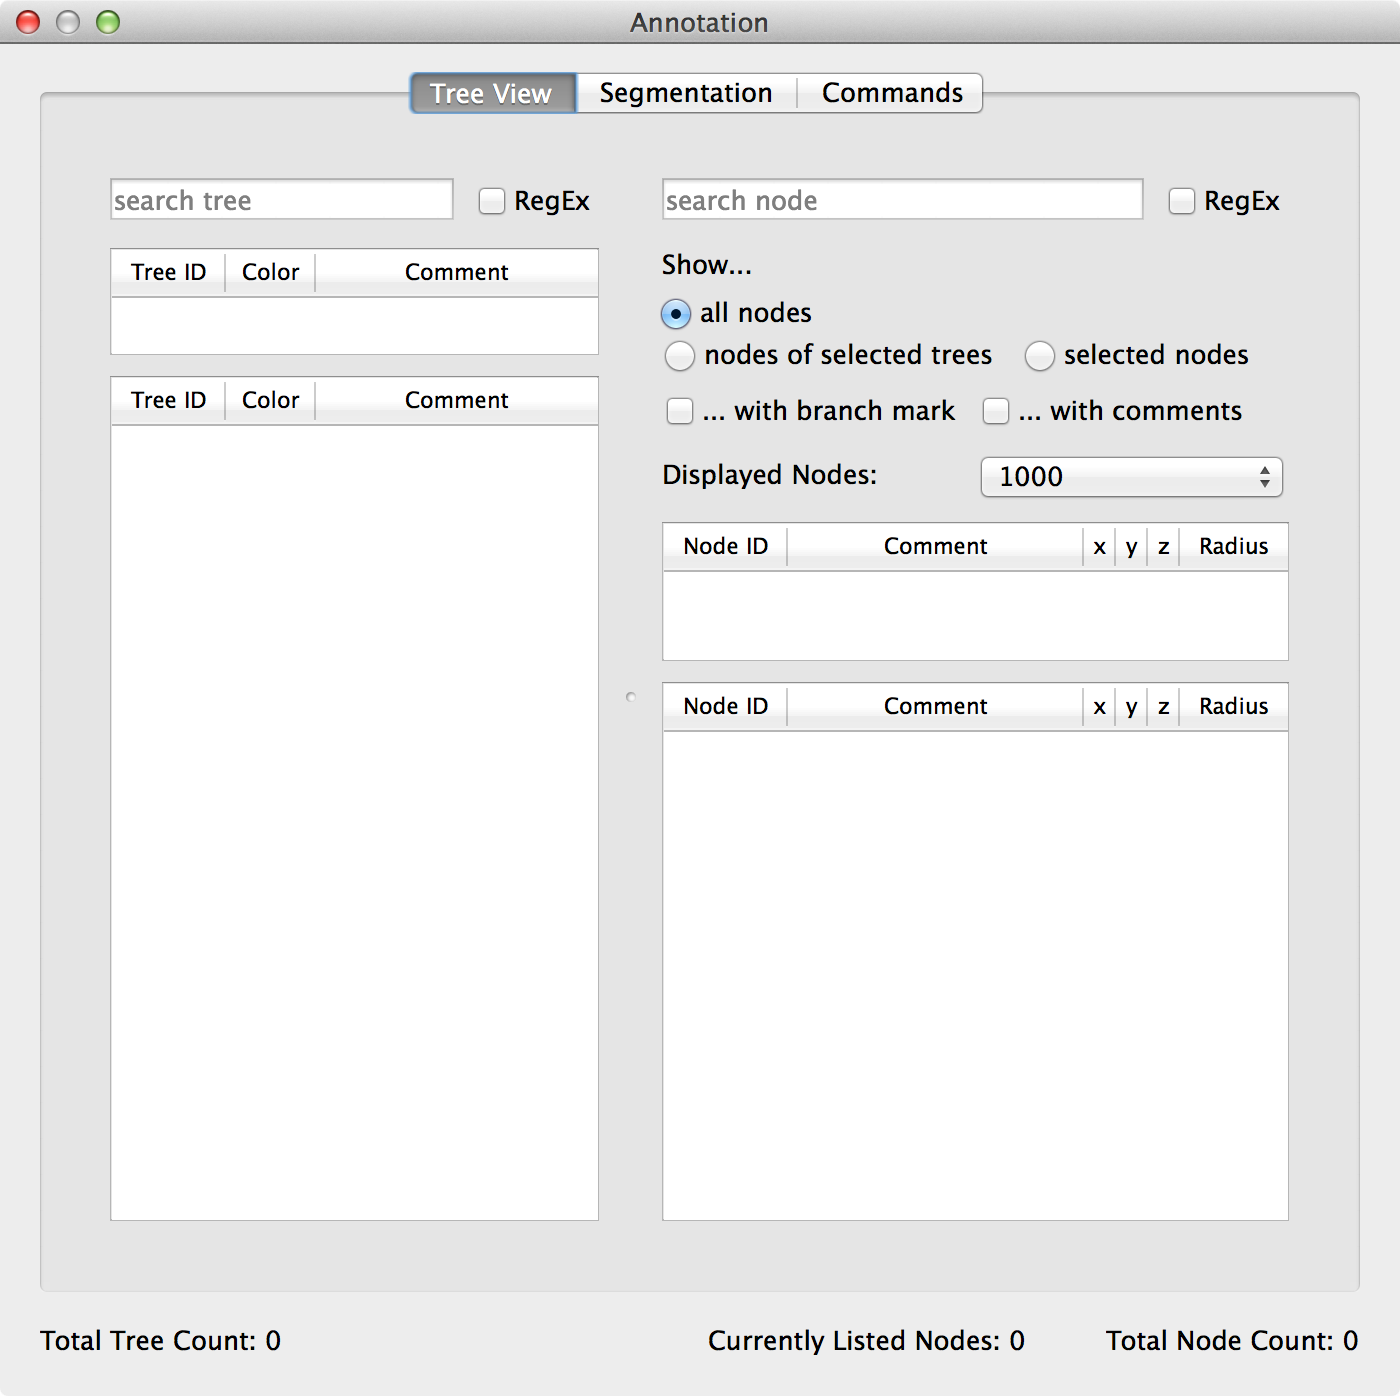 Annotation
Tree View Segmentation Commands
search tree RegEx
Tree ID Color Comment
Tree ID Color Comment
search node RegEx
Show...
all nodes
nodes of selected trees selected nodes
... with branch mark ... with comments
Displayed Nodes: 1000
Node ID Comment x y z Radius
Node ID Comment x y z Radius
Total Tree Count: 0 Currently Listed Nodes: 0 Total Node Count: 0